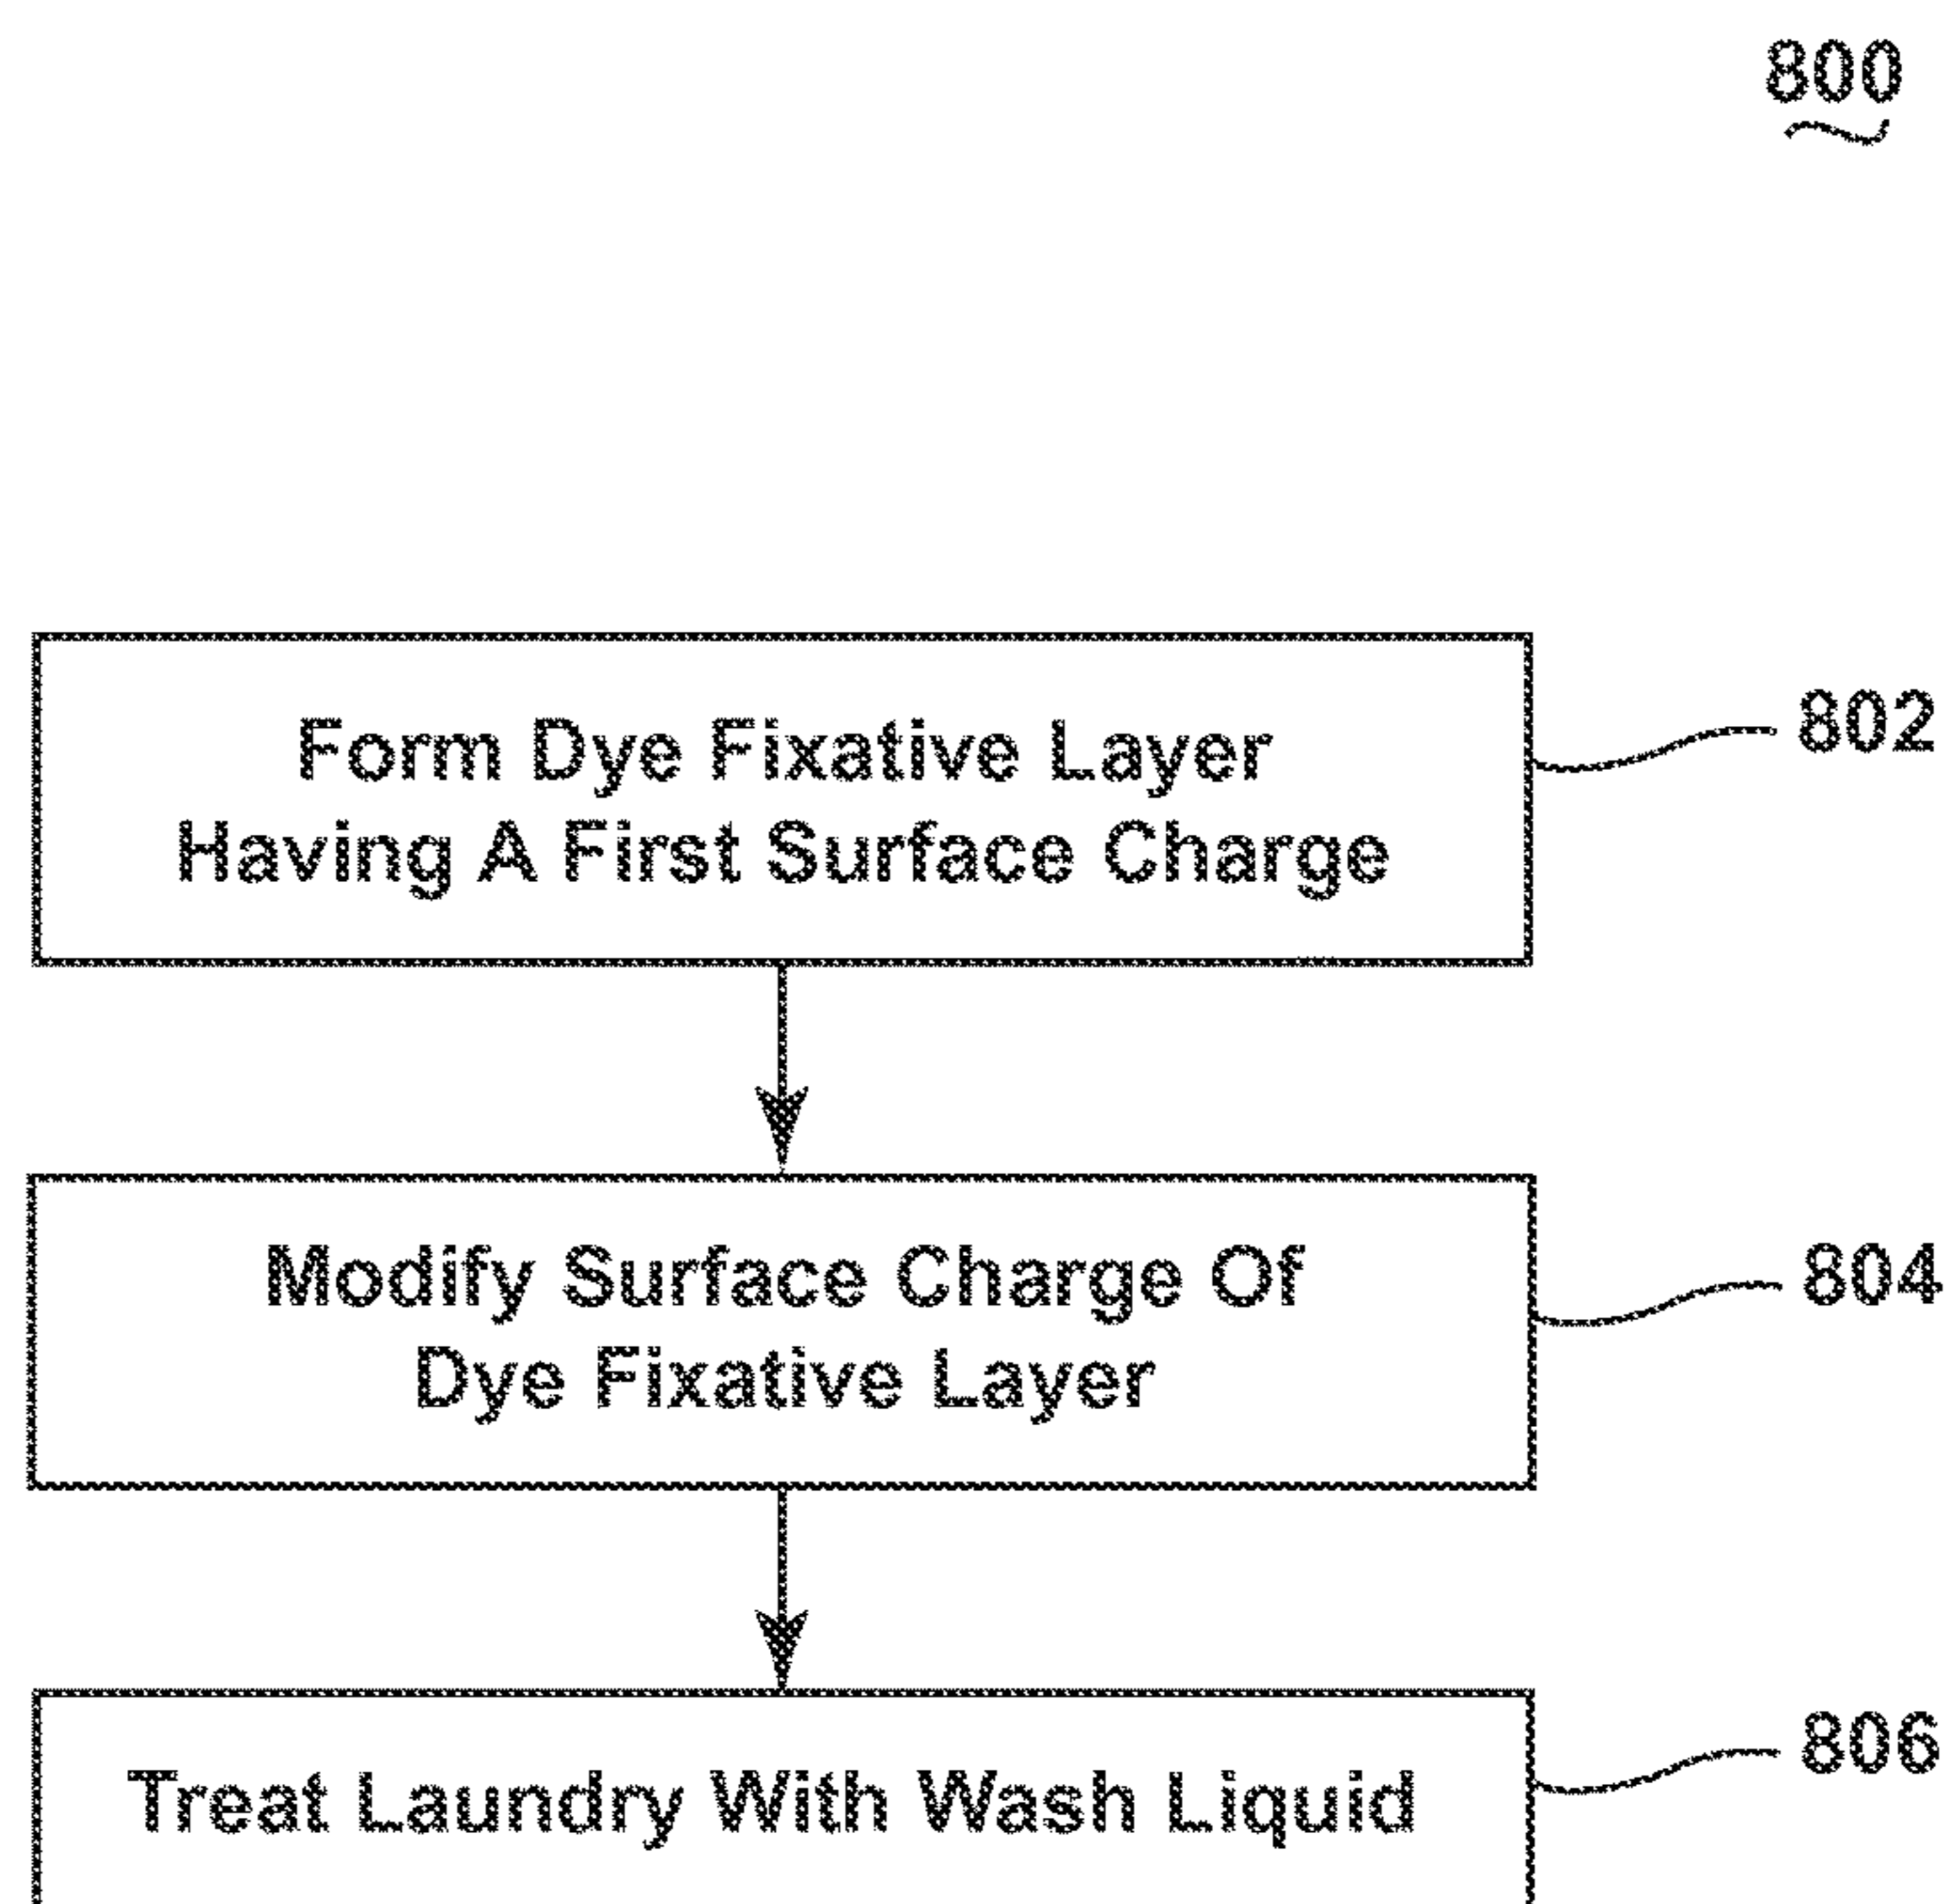 800
Form Dye Fixative Layer
Having A First Surface Charge
802
Modify Surface Charge Of
Dye Fixative Layer
804
Treat Laundry With Wash Liquid
806